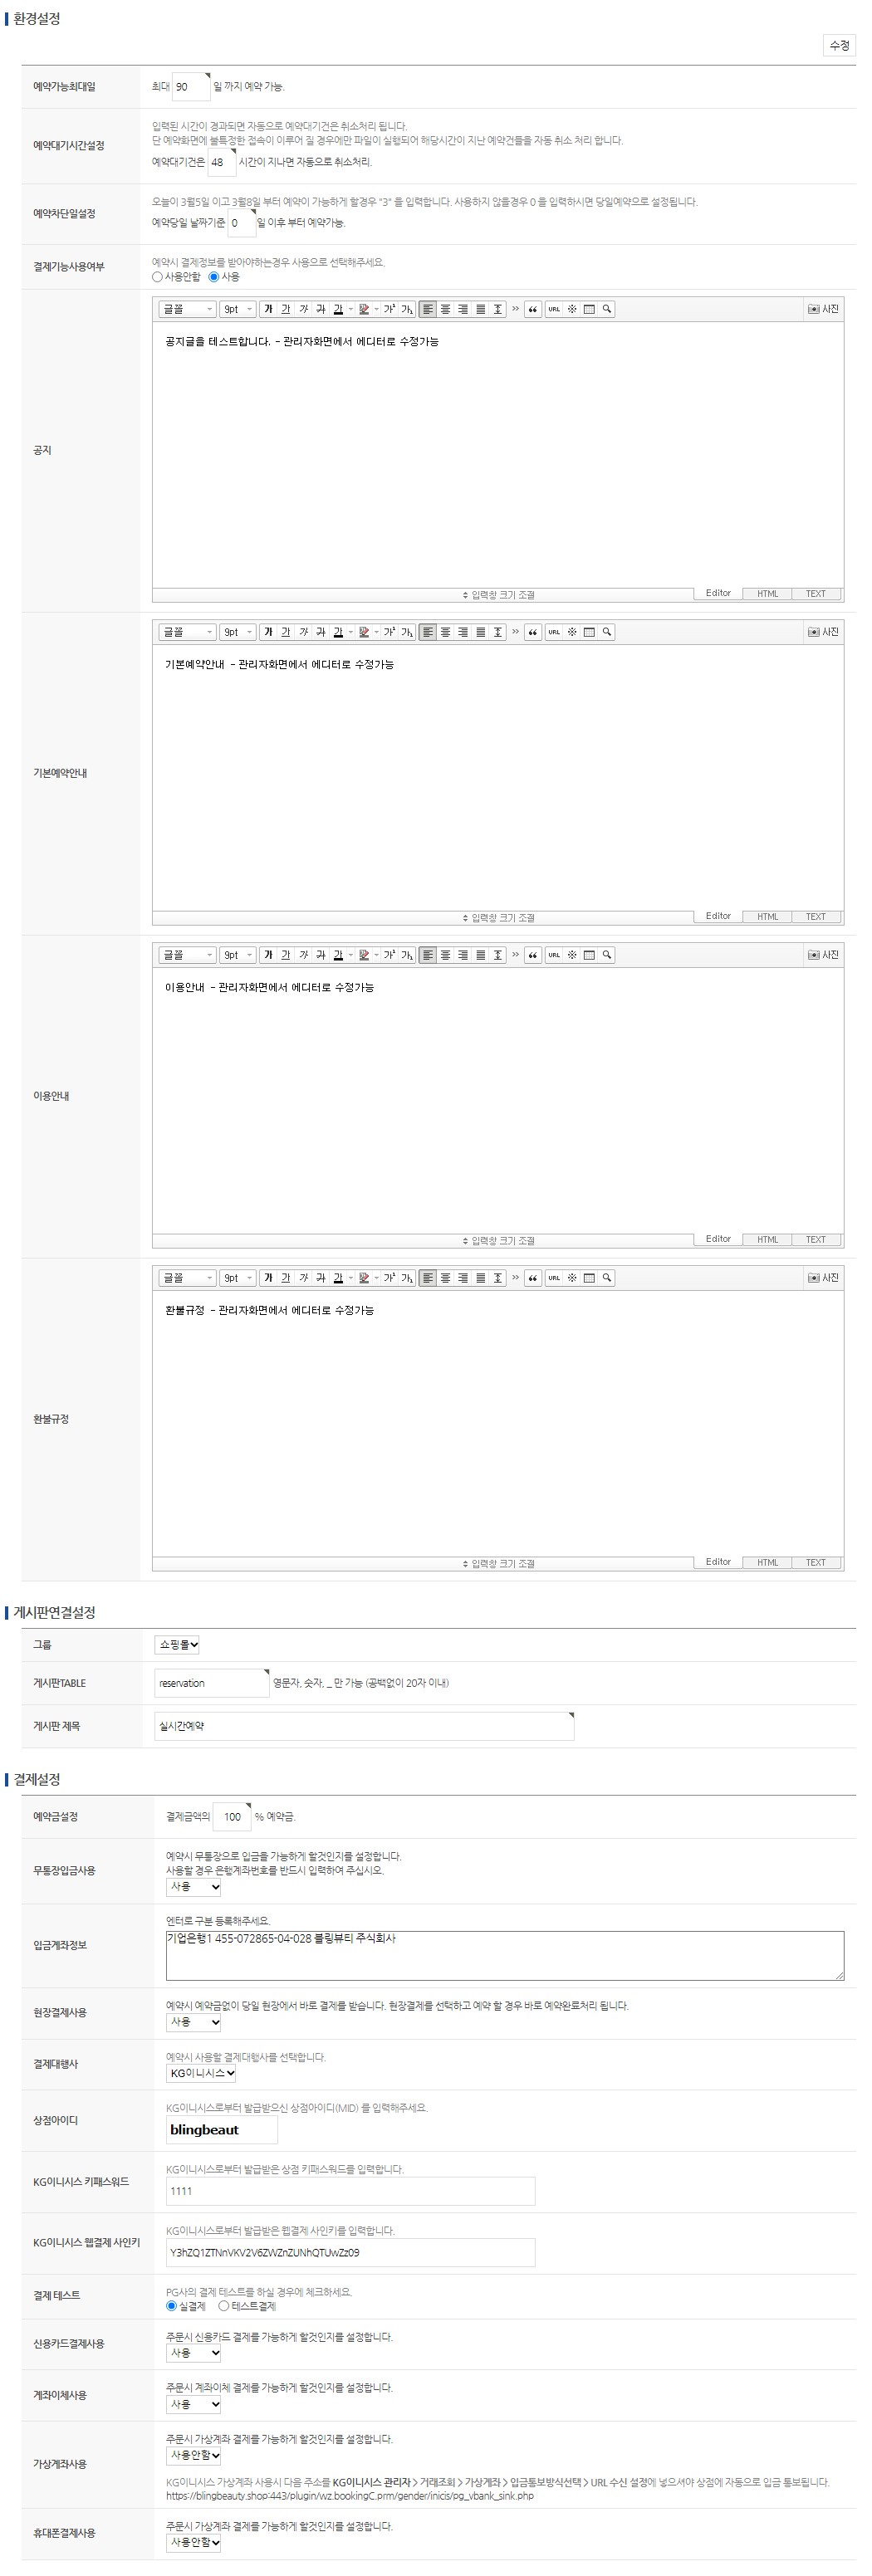 환경설정
수정
예약가능최대일
최대 90 일 까지 예약 가능.
예약대기시간설정
입력된 시간이 경과되면 자동으로 예약대기건은 취소처리 됩니다.
단 예약화면에 불특정한 접속이 이루어 질 경우에만 파일이 실행되어 해당시간이 지난 예약건들을 자동 취소 처리 합니다.
예약대기건은 48 시간이 지나면 자동으로 취소처리.
예약차단일설정
오늘이 3월5일 이고 3월8일 부터 예약이 가능하게 할경우 "3" 을 입력합니다. 사용하지 않을경우 0 을 입력하시면 당일예약으로 설정됩니다.
예약당일 날짜기준 0 일 이후 부터 예약가능.
결제기능사용여부
예약시 결제정보를 받아야하는경우 사용으로 선택해주세요.
사용안함 사용
공지
글꼴 9pt 가 가 가 가 가 가¹ 가₁ URL 사진
공지글을 테스트합니다. - 관리자화면에서 에디터로 수정가능
입력창 크기 조절 Editor HTML TEXT
기본예약안내
글꼴 9pt 가 가 가 가 가 가¹ 가₁ URL 사진
기본예약안내 - 관리자화면에서 에디터로 수정가능
입력창 크기 조절 Editor HTML TEXT
이용안내
글꼴 9pt 가 가 가 가 가 가¹ 가₁ URL 사진
이용안내 - 관리자화면에서 에디터로 수정가능
입력창 크기 조절 Editor HTML TEXT
환불규정
글꼴 9pt 가 가 가 가 가 가¹ 가₁ URL 사진
환불규정 - 관리자화면에서 에디터로 수정가능
입력창 크기 조절 Editor HTML TEXT
게시판연결설정
그룹
쇼핑몰
게시판TABLE
reservation 영문자, 숫자, _ 만 가능 (공백없이 20자 이내)
게시판 제목
실시간예약
결제설정
예약금설정
결제금액의 100 % 예약금.
무통장입금사용
예약시 무통장으로 입금을 가능하게 할것인지를 설정합니다.
사용할 경우 은행계좌번호를 반드시 입력하여 주십시오.
사용
입금계좌정보
엔터로 구분 등록해주세요.
기업은행1 455-072865-04-028 블링뷰티 주식회사
현장결제사용
예약시 예약금없이 당일 현장에서 바로 결제를 받습니다. 현장결제를 선택하고 예약 할 경우 바로 예약완료처리 됩니다.
사용
결제대행사
예약시 사용할 결제대행사를 선택합니다.
KG이니시스
상점아이디
KG이니시스로부터 발급받으신 상점아이디(MID) 를 입력해주세요.
blingbeaut
KG이니시스 키패스워드
KG이니시스로부터 발급받은 상점 키패스워드를 입력합니다.
1111
KG이니시스 웹결제 사인키
KG이니시스로부터 발급받은 웹결제 사인키를 입력합니다.
Y3hZQ1ZTNnVKV2V6ZWZnZUNhQTUwZz09
결제 테스트
PG사의 결제 테스트를 하실 경우에 체크하세요.
실결제 테스트결제
신용카드결제사용
주문시 신용카드 결제를 가능하게 할것인지를 설정합니다.
사용
계좌이체사용
주문시 계좌이체 결제를 가능하게 할것인지를 설정합니다.
사용
가상계좌사용
주문시 가상계좌 결제를 가능하게 할것인지를 설정합니다.
사용안함
KG이니시스 가상계좌 사용시 다음 주소를 KG이니시스 관리자 > 거래조회 > 가상계좌 > 입금통보방식선택 > URL 수신 설정에 넣으셔야 상점에 자동으로 입금 통보됩니다.
https://blingbeauty.shop:443/plugin/wz.bookingC.prm/gender/inicis/pg_vbank_sink.php
휴대폰결제사용
주문시 가상계좌 결제를 가능하게 할것인지를 설정합니다.
사용안함